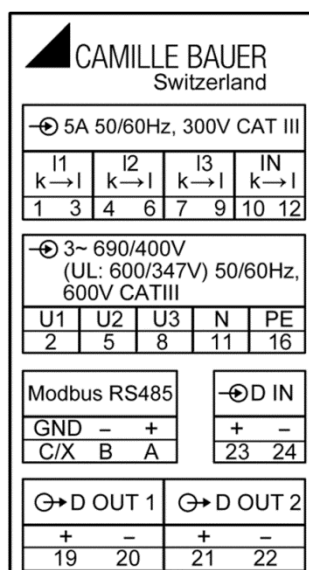 CAMILLE BAUER
Switzerland
5A 50/60Hz, 300V CAT III
I1 I2 I3 IN
k→l k→l k→l k→l
1 3 4 6 7 9 10 12
3~ 690/400V
(UL: 600/347V) 50/60Hz,
600V CATIII
U1 U2 U3 N PE
2 5 8 11 16
Modbus RS485
GND – +
C/X B A
D IN
+ –
23 24
D OUT 1 D OUT 2
+ – + –
19 20 21 22